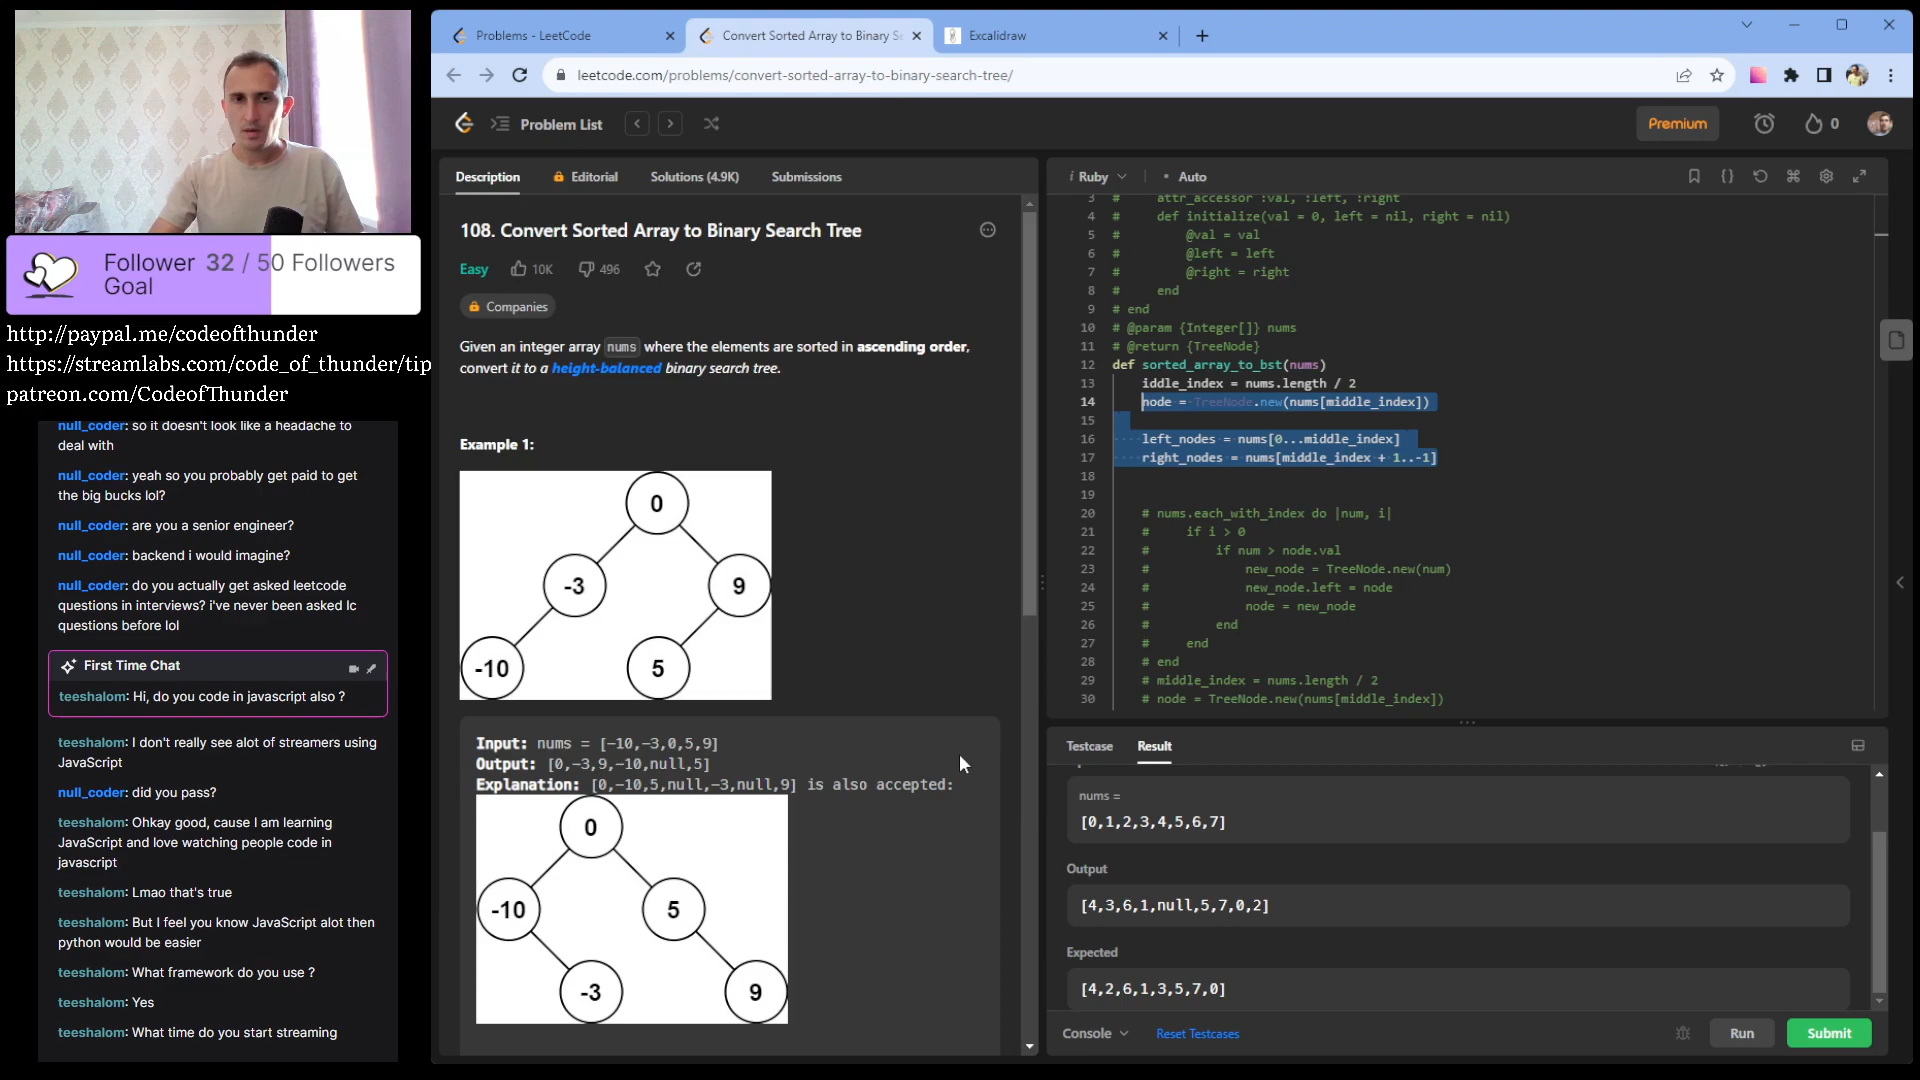 Problems - LeetCode
Convert Sorted Array to Binary Se
Excalidraw
leetcode.com/problems/convert-sorted-array-to-binary-search-tree/
Problem List
Premium
0
Description
Editorial
Solutions (4.9K)
Submissions
108. Convert Sorted Array to Binary Search Tree
Easy
10K
496
Companies
Given an integer array nums where the elements are sorted in ascending order,
convert it to a height-balanced binary search tree.
Example 1:
0
-3
9
-10
5
Input: nums = [-10,-3,0,5,9]
Output: [0,-3,9,-10,null,5]
Explanation: [0,-10,5,null,-3,null,9] is also accepted:
0
-10
5
-3
9
i Ruby
• Auto
3 # attr_accessor :val, :left, :right
4 # def initialize(val = 0, left = nil, right = nil)
5 # @val = val
6 # @left = left
7 # @right = right
8 # end
9 # end
10 # @param {Integer[]} nums
11 # @return {TreeNode}
12 def sorted_array_to_bst(nums)
13 iddle_index = nums.length / 2
14 node = TreeNode.new(nums[middle_index])
15
16 left_nodes = nums[0...middle_index]
17 right_nodes = nums[middle_index + 1..-1]
18
19
20 # nums.each_with_index do |num, i|
21 # if i > 0
22 # if num > node.val
23 # new_node = TreeNode.new(num)
24 # new_node.left = node
25 # node = new_node
26 # end
27 # end
28 # end
29 # middle_index = nums.length / 2
30 # node = TreeNode.new(nums[middle_index])
Testcase
Result
nums =
[0,1,2,3,4,5,6,7]
Output
[4,3,6,1,null,5,7,0,2]
Expected
[4,2,6,1,3,5,7,0]
Console
Reset Testcases
Run
Submit
Follower 32 / 50 Followers
Goal
http://paypal.me/codeofthunder
https://streamlabs.com/code_of_thunder/tip
patreon.com/CodeofThunder
null_coder: so it doesn't look like a headache to
deal with
null_coder: yeah so you probably get paid to get
the big bucks lol?
null_coder: are you a senior engineer?
null_coder: backend i would imagine?
null_coder: do you actually get asked leetcode
questions in interviews? i've never been asked lc
questions before lol
First Time Chat
teeshalom: Hi, do you code in javascript also ?
teeshalom: I don't really see alot of streamers using
JavaScript
null_coder: did you pass?
teeshalom: Ohkay good, cause I am learning
JavaScript and love watching people code in
javascript
teeshalom: Lmao that's true
teeshalom: But I feel you know JavaScript alot then
python would be easier
teeshalom: What framework do you use ?
teeshalom: Yes
teeshalom: What time do you start streaming